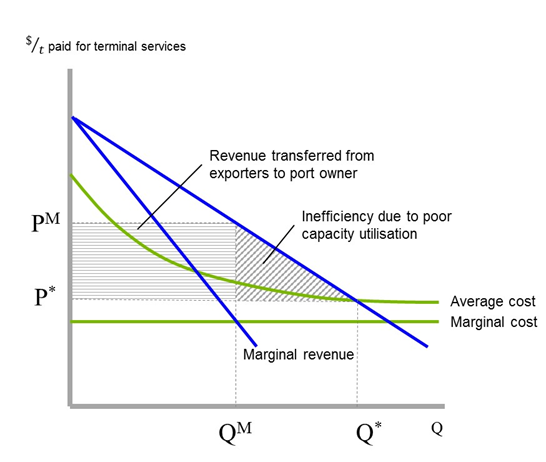 $/t paid for terminal services
Revenue transferred from
exporters to port owner
Inefficiency due to poor
capacity utilisation
Pᴹ
P*
Average cost
Marginal cost
Marginal revenue
Qᴹ
Q*
Q